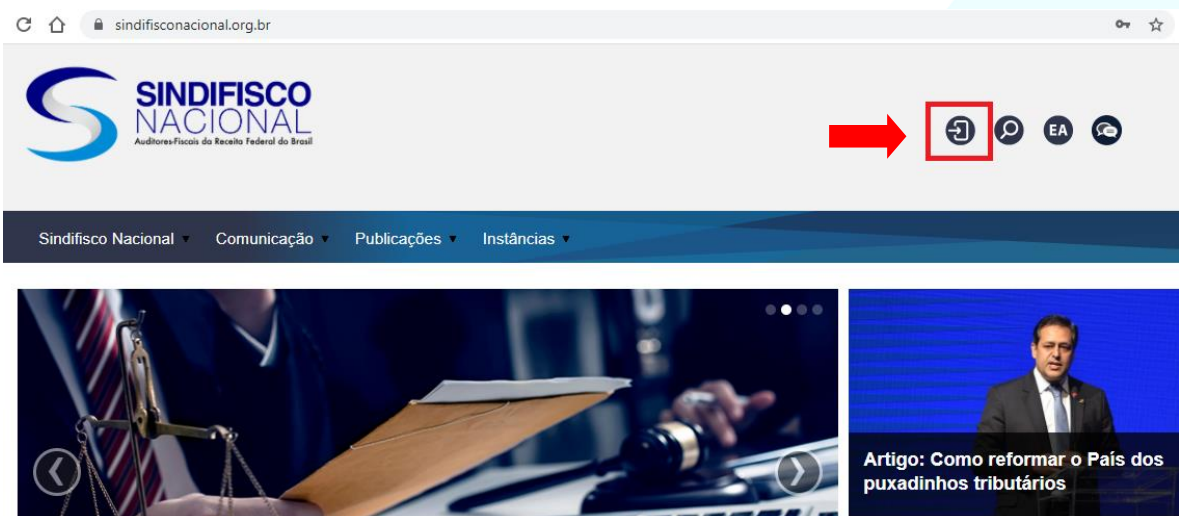 sindifisconacional.org.br
SINDIFISCO
NACIONAL
Auditores-Fiscais da Receita Federal do Brasil
EA
Sindifisco Nacional Comunicação Publicações Instâncias
Artigo: Como reformar o País dos
puxadinhos tributários